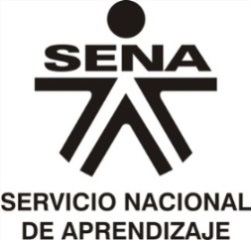 SENA
SERVICIO NACIONAL
DE APRENDIZAJE